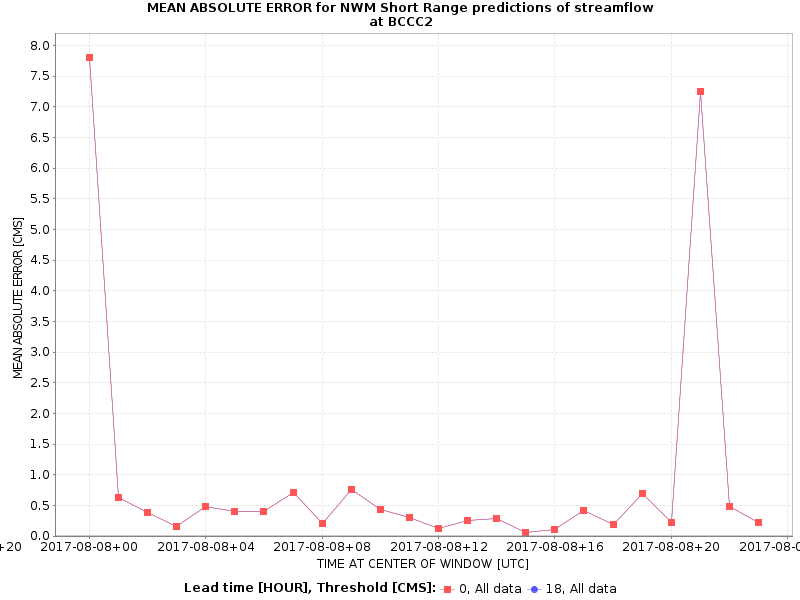 MEAN ABSOLUTE ERROR for NWM Short Range predictions of streamflow
at BCCC2
8.0
7.5
7.0
6.5
6.0
5.5
5.0
4.5
4.0
3.5
3.0
2.5
2.0
1.5
1.0
0.5
0.0
MEAN ABSOLUTE ERROR [CMS]
+20 2017-08-08+00 2017-08-08+04 2017-08-08+08 2017-08-08+12 2017-08-08+16 2017-08-08+20 2017-08-0
TIME AT CENTER OF WINDOW [UTC]
Lead time [HOUR], Threshold [CMS]: 0, All data 18, All data